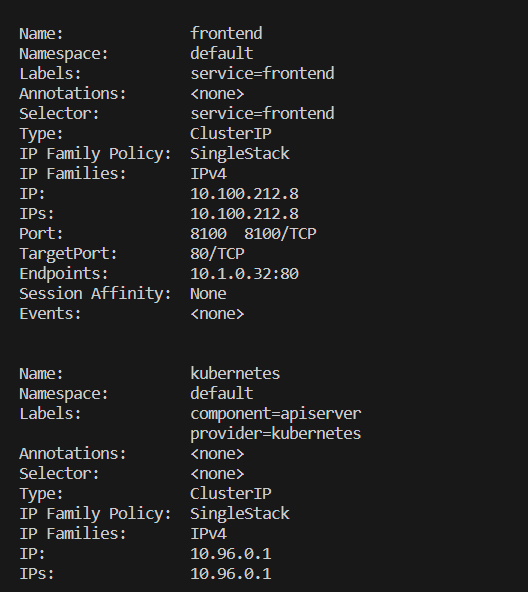 Name: frontend
Namespace: default
Labels: service=frontend
Annotations: <none>
Selector: service=frontend
Type: ClusterIP
IP Family Policy: SingleStack
IP Families: IPv4
IP: 10.100.212.8
IPs: 10.100.212.8
Port: 8100 8100/TCP
TargetPort: 80/TCP
Endpoints: 10.1.0.32:80
Session Affinity: None
Events: <none>
Name: kubernetes
Namespace: default
Labels: component=apiserver
provider=kubernetes
Annotations: <none>
Selector: <none>
Type: ClusterIP
IP Family Policy: SingleStack
IP Families: IPv4
IP: 10.96.0.1
IPs: 10.96.0.1